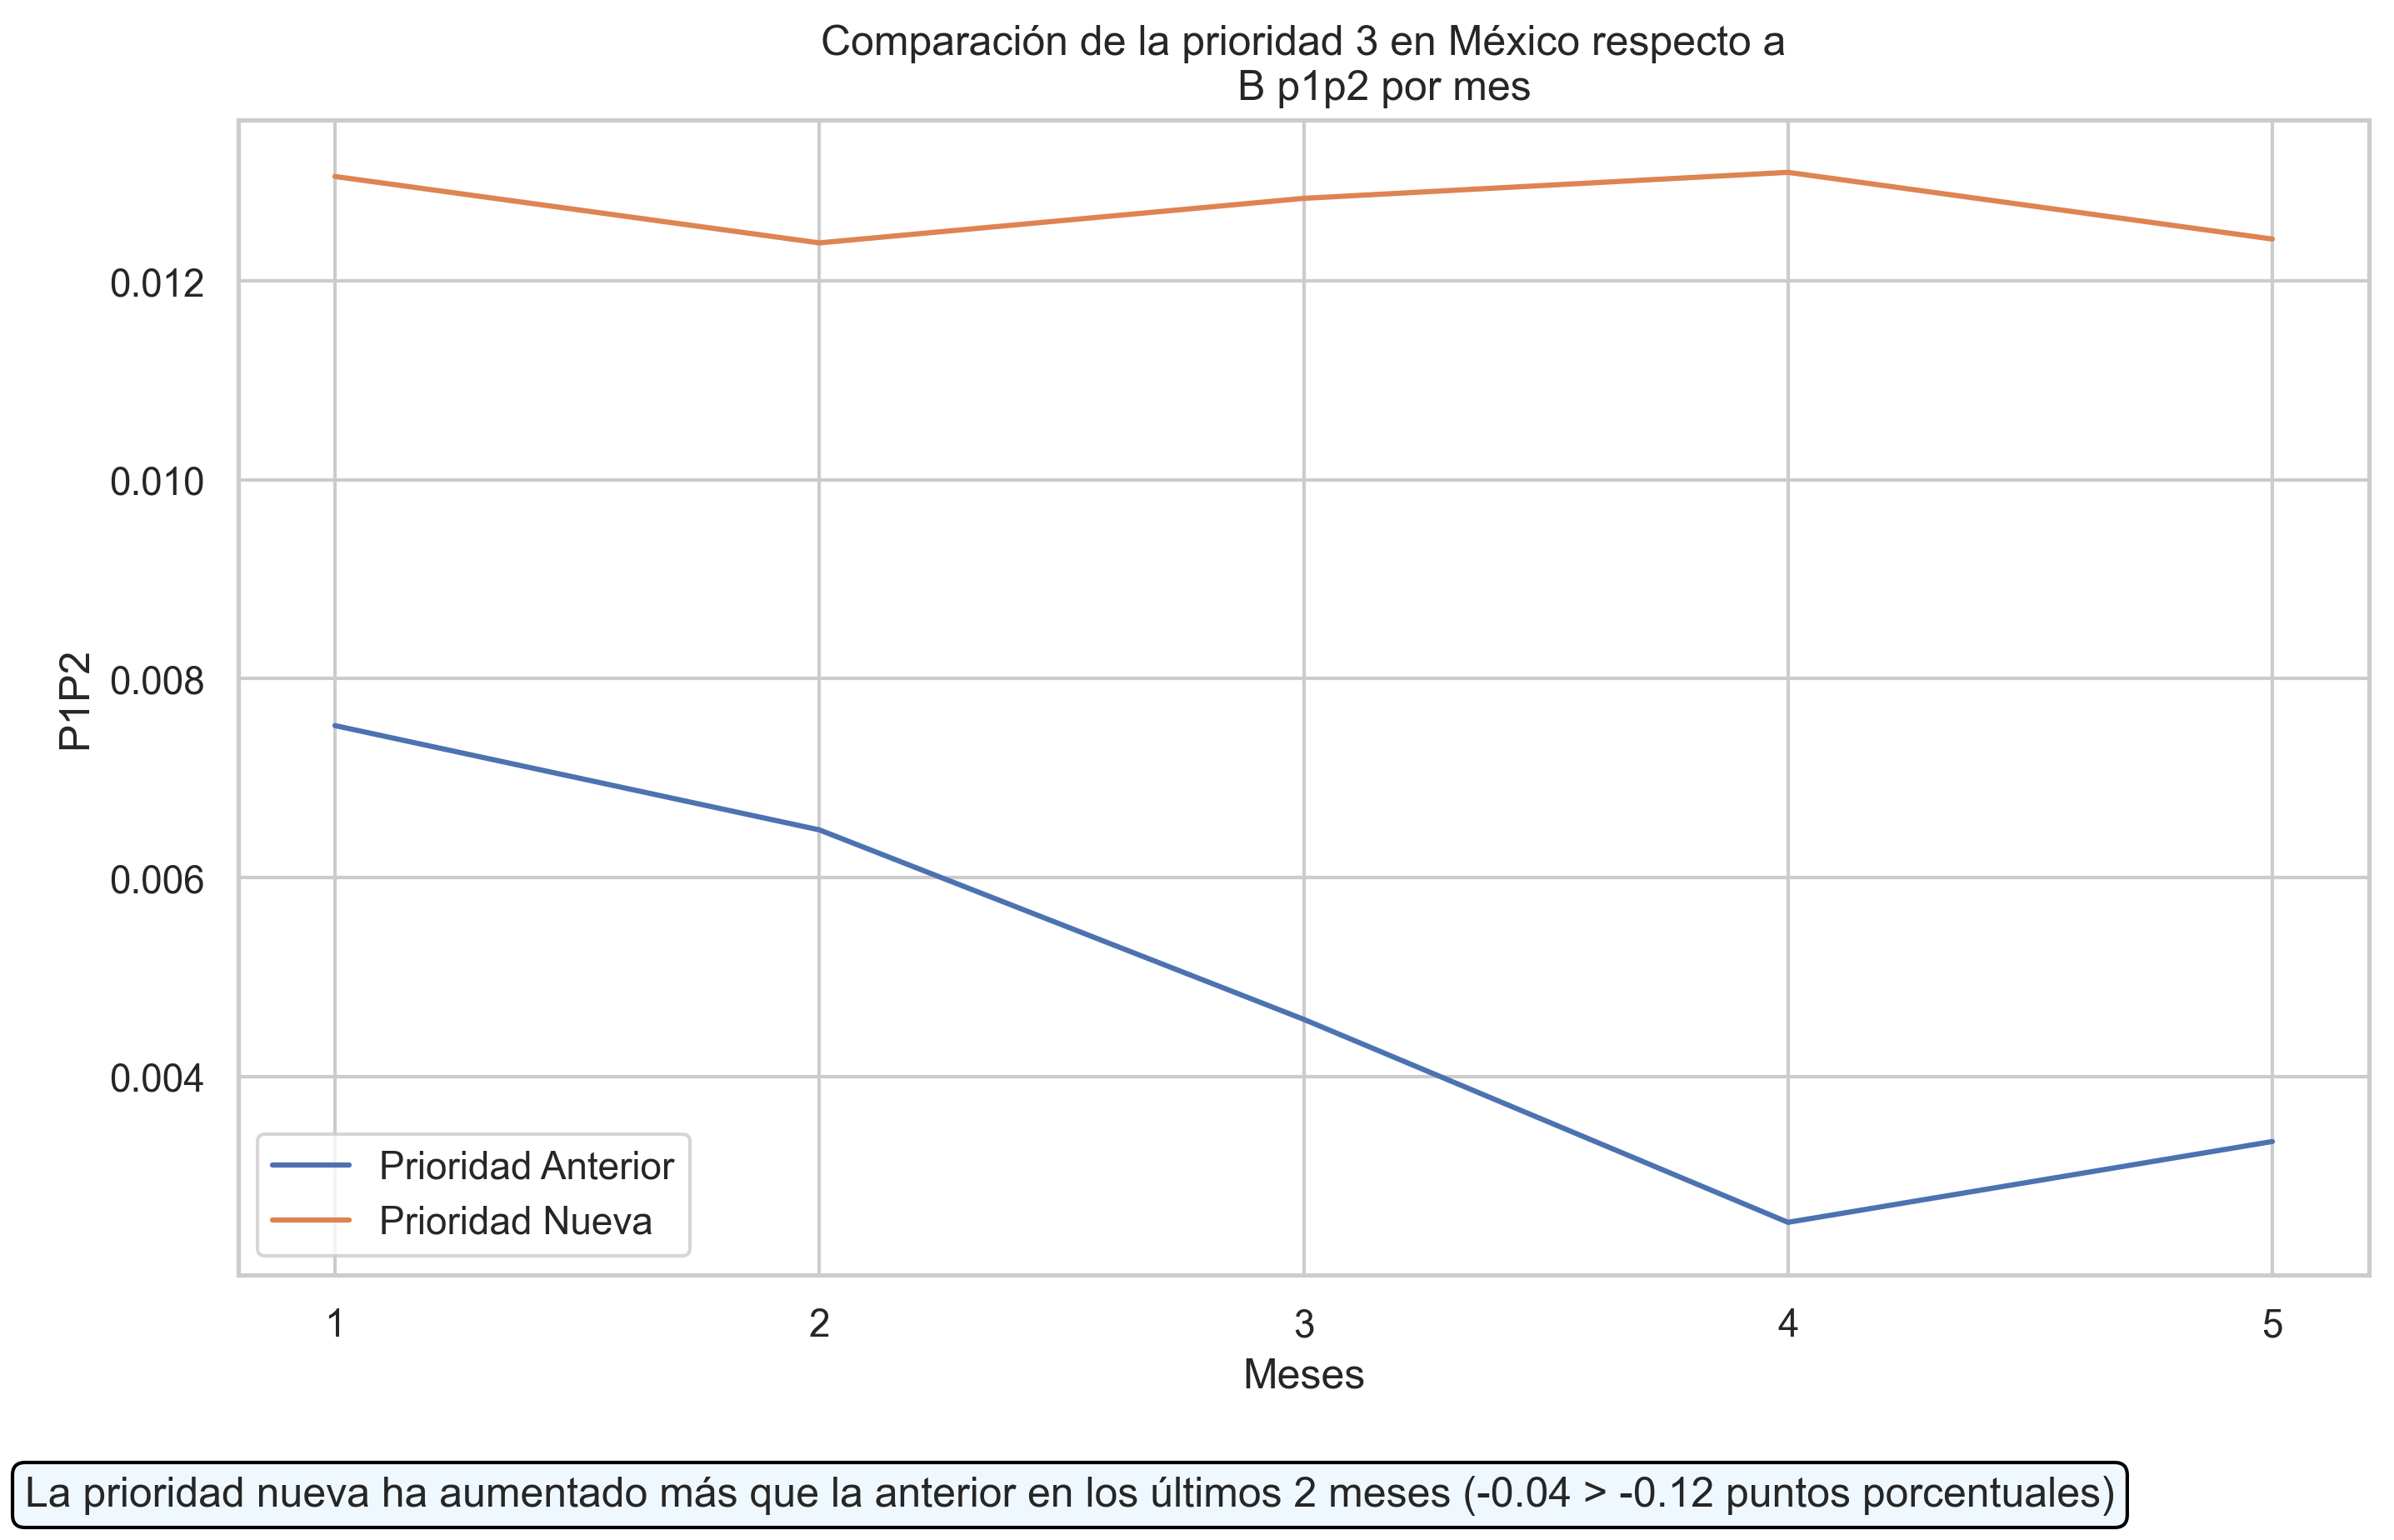 Comparación de la prioridad 3 en México respecto a
B p1p2 por mes
P1P2
0.012
0.010
0.008
0.006
0.004
Prioridad Anterior
Prioridad Nueva
1 2 3 4 5
Meses
La prioridad nueva ha aumentado más que la anterior en los últimos 2 meses (-0.04 > -0.12 puntos porcentuales)